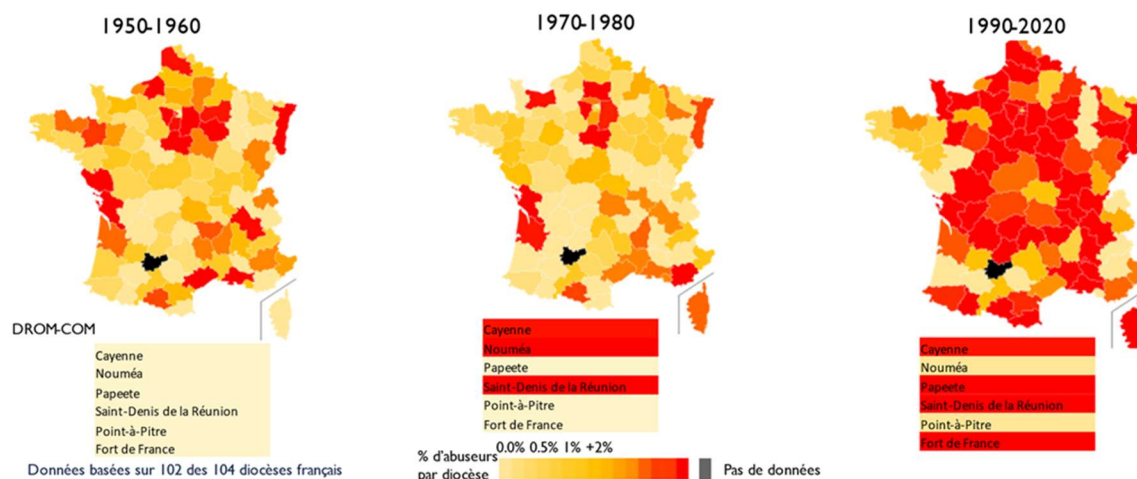 1950-1960
1970-1980
1990-2020
DROM-COM
Cayenne
Nouméa
Papeete
Saint-Denis de la Réunion
Point-à-Pitre
Fort de France
Cayenne
Nouméa
Papeete
Saint-Denis de la Réunion
Point-à-Pitre
Fort de France
Cayenne
Nouméa
Papeete
Saint-Denis de la Réunion
Point-à-Pitre
Fort de France
Données basées sur 102 des 104 diocèses français
% d'abuseurs
par diocèse
0.0% 0.5% 1% +2%
Pas de données